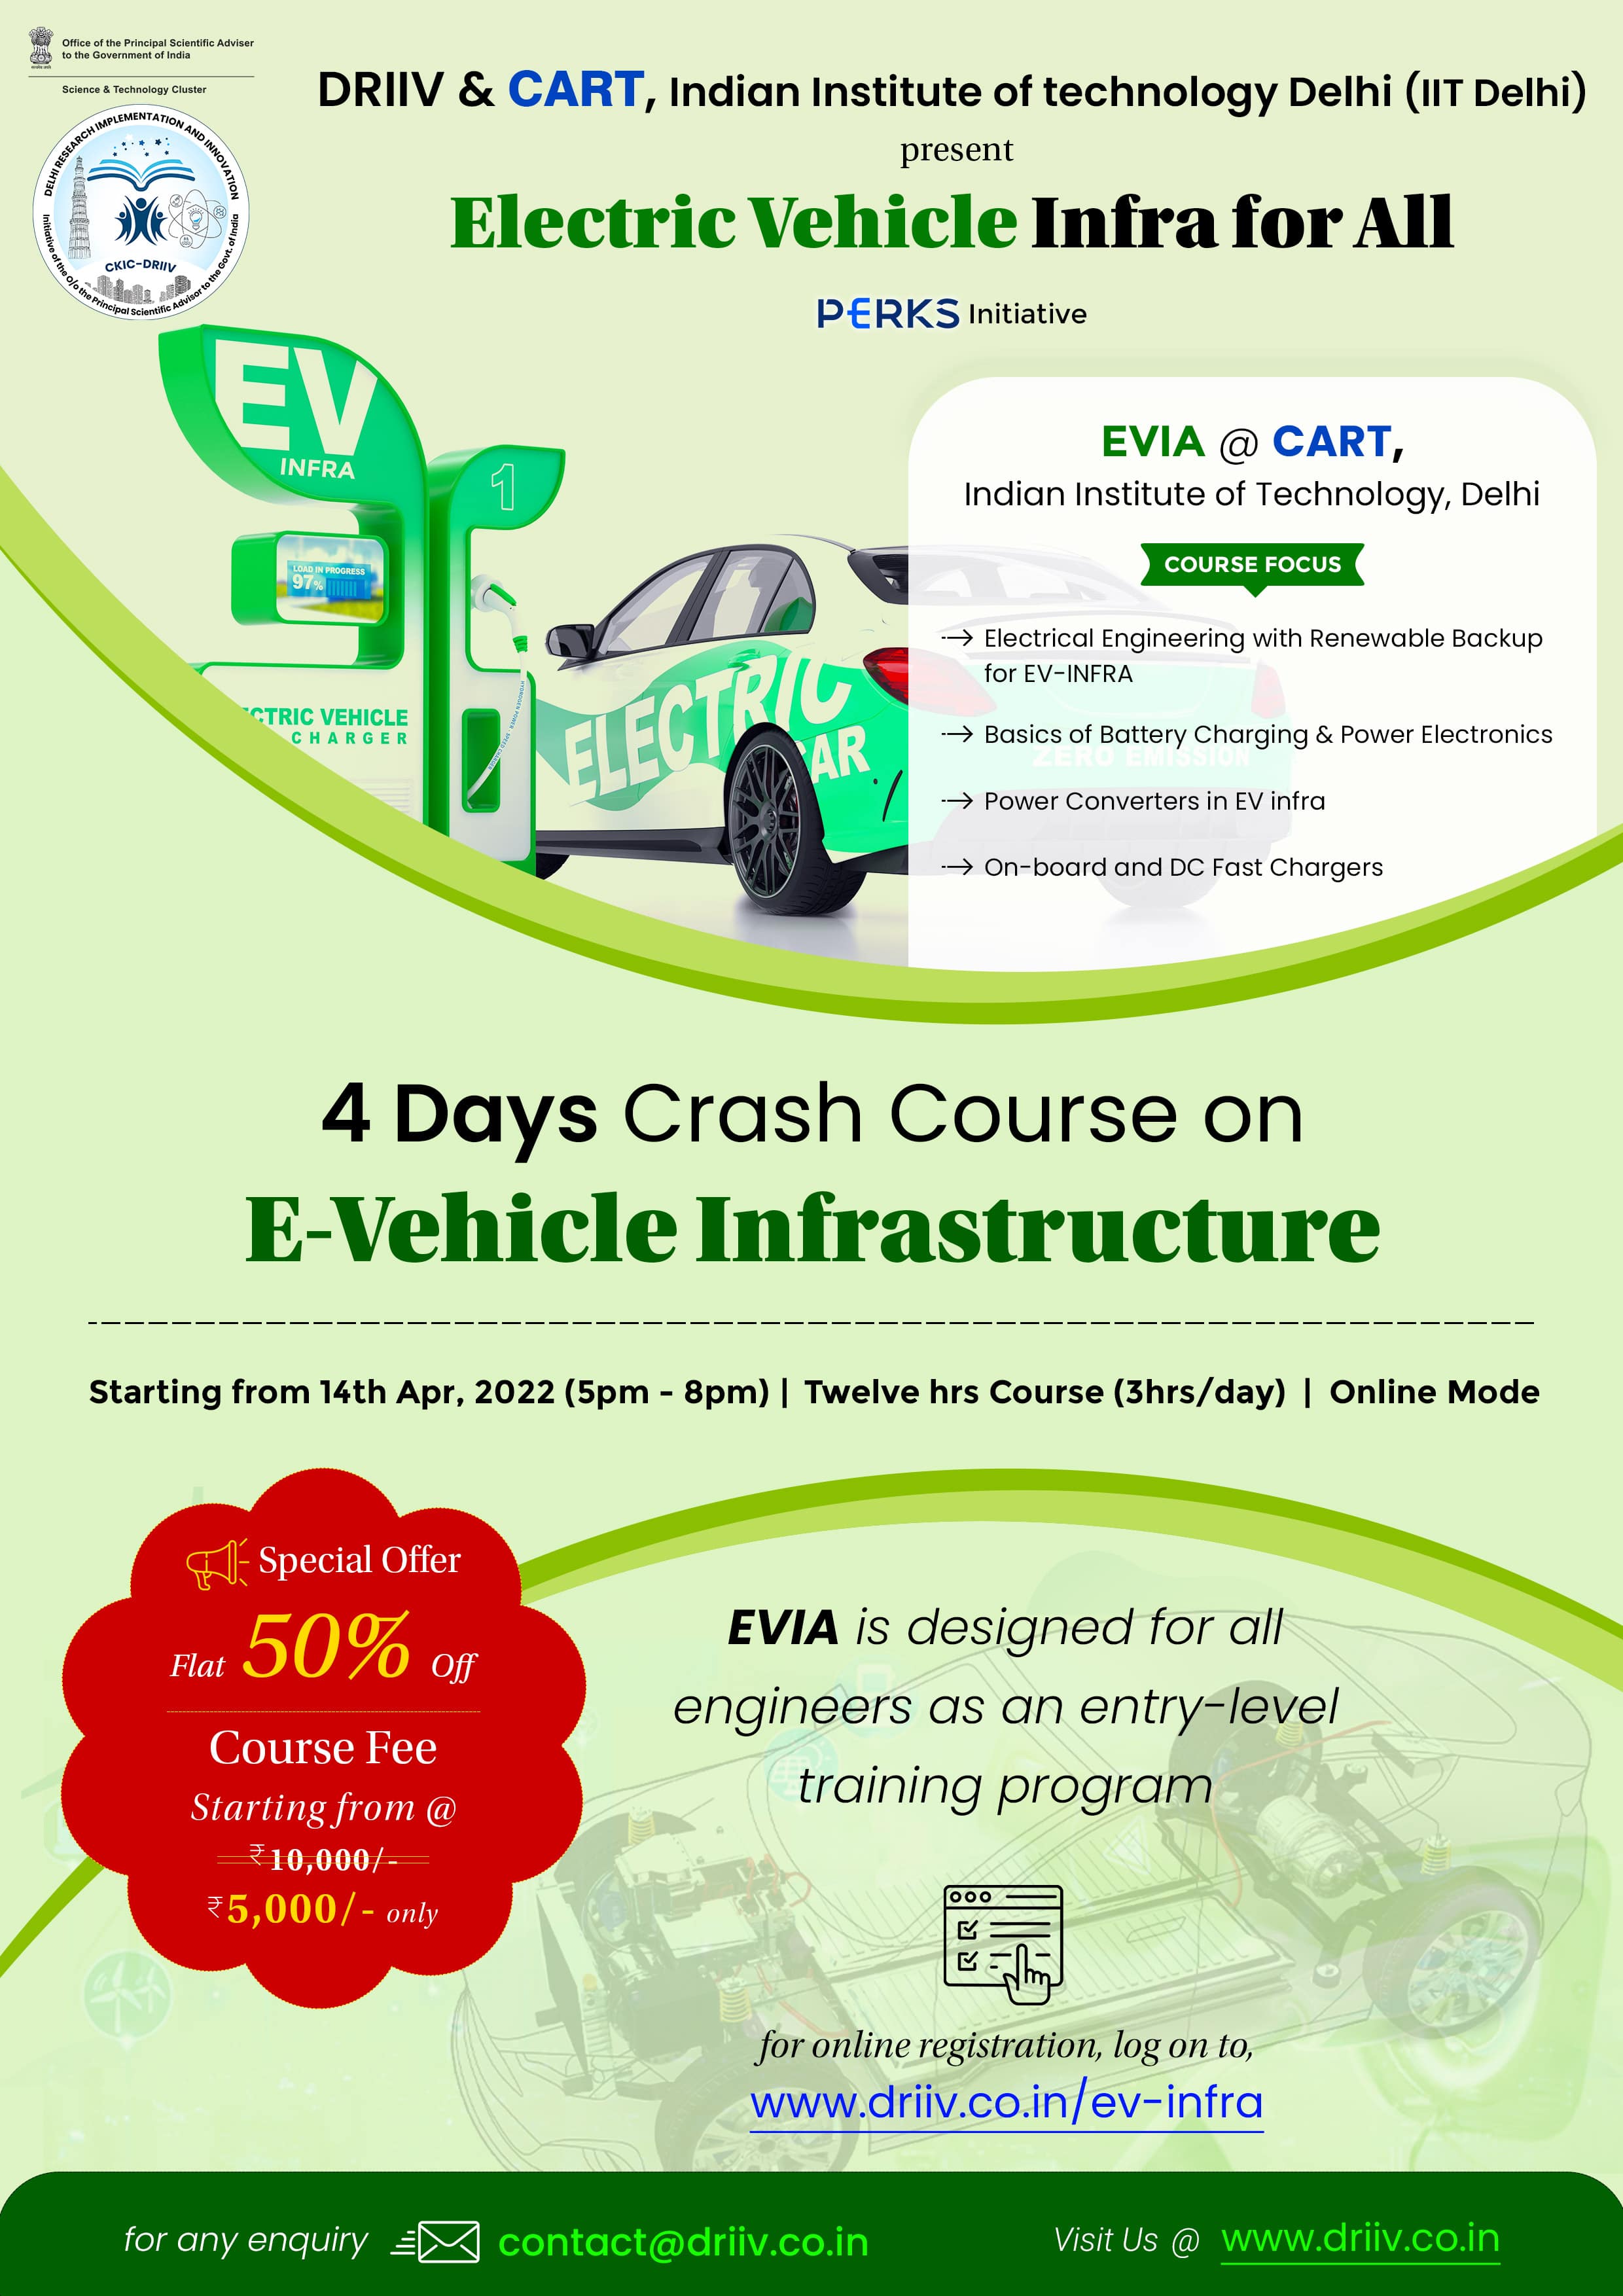 Office of the Principal Scientific Adviser
to the Government of India
Science & Technology Cluster
DELHI RESEARCH IMPLEMENTATION AND INNOVATION
CKIC-DRIIV
Initiative of the O/o the Principal Scientific Advisor to the Govt. of India
DRIIV & CART, Indian Institute of technology Delhi (IIT Delhi)
present
Electric Vehicle Infra for All
PERKS Initiative
EV
INFRA
1
LOAD IN PROGRESS
97%
CTRIC VEHICLE
CHARGER
ELECTRIC
CAR
ZERO EMISSION
EVIA @ CART,
Indian Institute of Technology, Delhi
COURSE FOCUS
Electrical Engineering with Renewable Backup
for EV-INFRA
Basics of Battery Charging & Power Electronics
Power Converters in EV infra
On-board and DC Fast Chargers
4 Days Crash Course on
E-Vehicle Infrastructure
Starting from 14th Apr, 2022 (5pm - 8pm) | Twelve hrs Course (3hrs/day) | Online Mode
Special Offer
Flat 50% Off
Course Fee
Starting from @
₹10,000/-
₹5,000/- only
EVIA is designed for all
engineers as an entry-level
training program
for online registration, log on to,
www.driiv.co.in/ev-infra
for any enquiry contact@driiv.co.in
Visit Us @ www.driiv.co.in